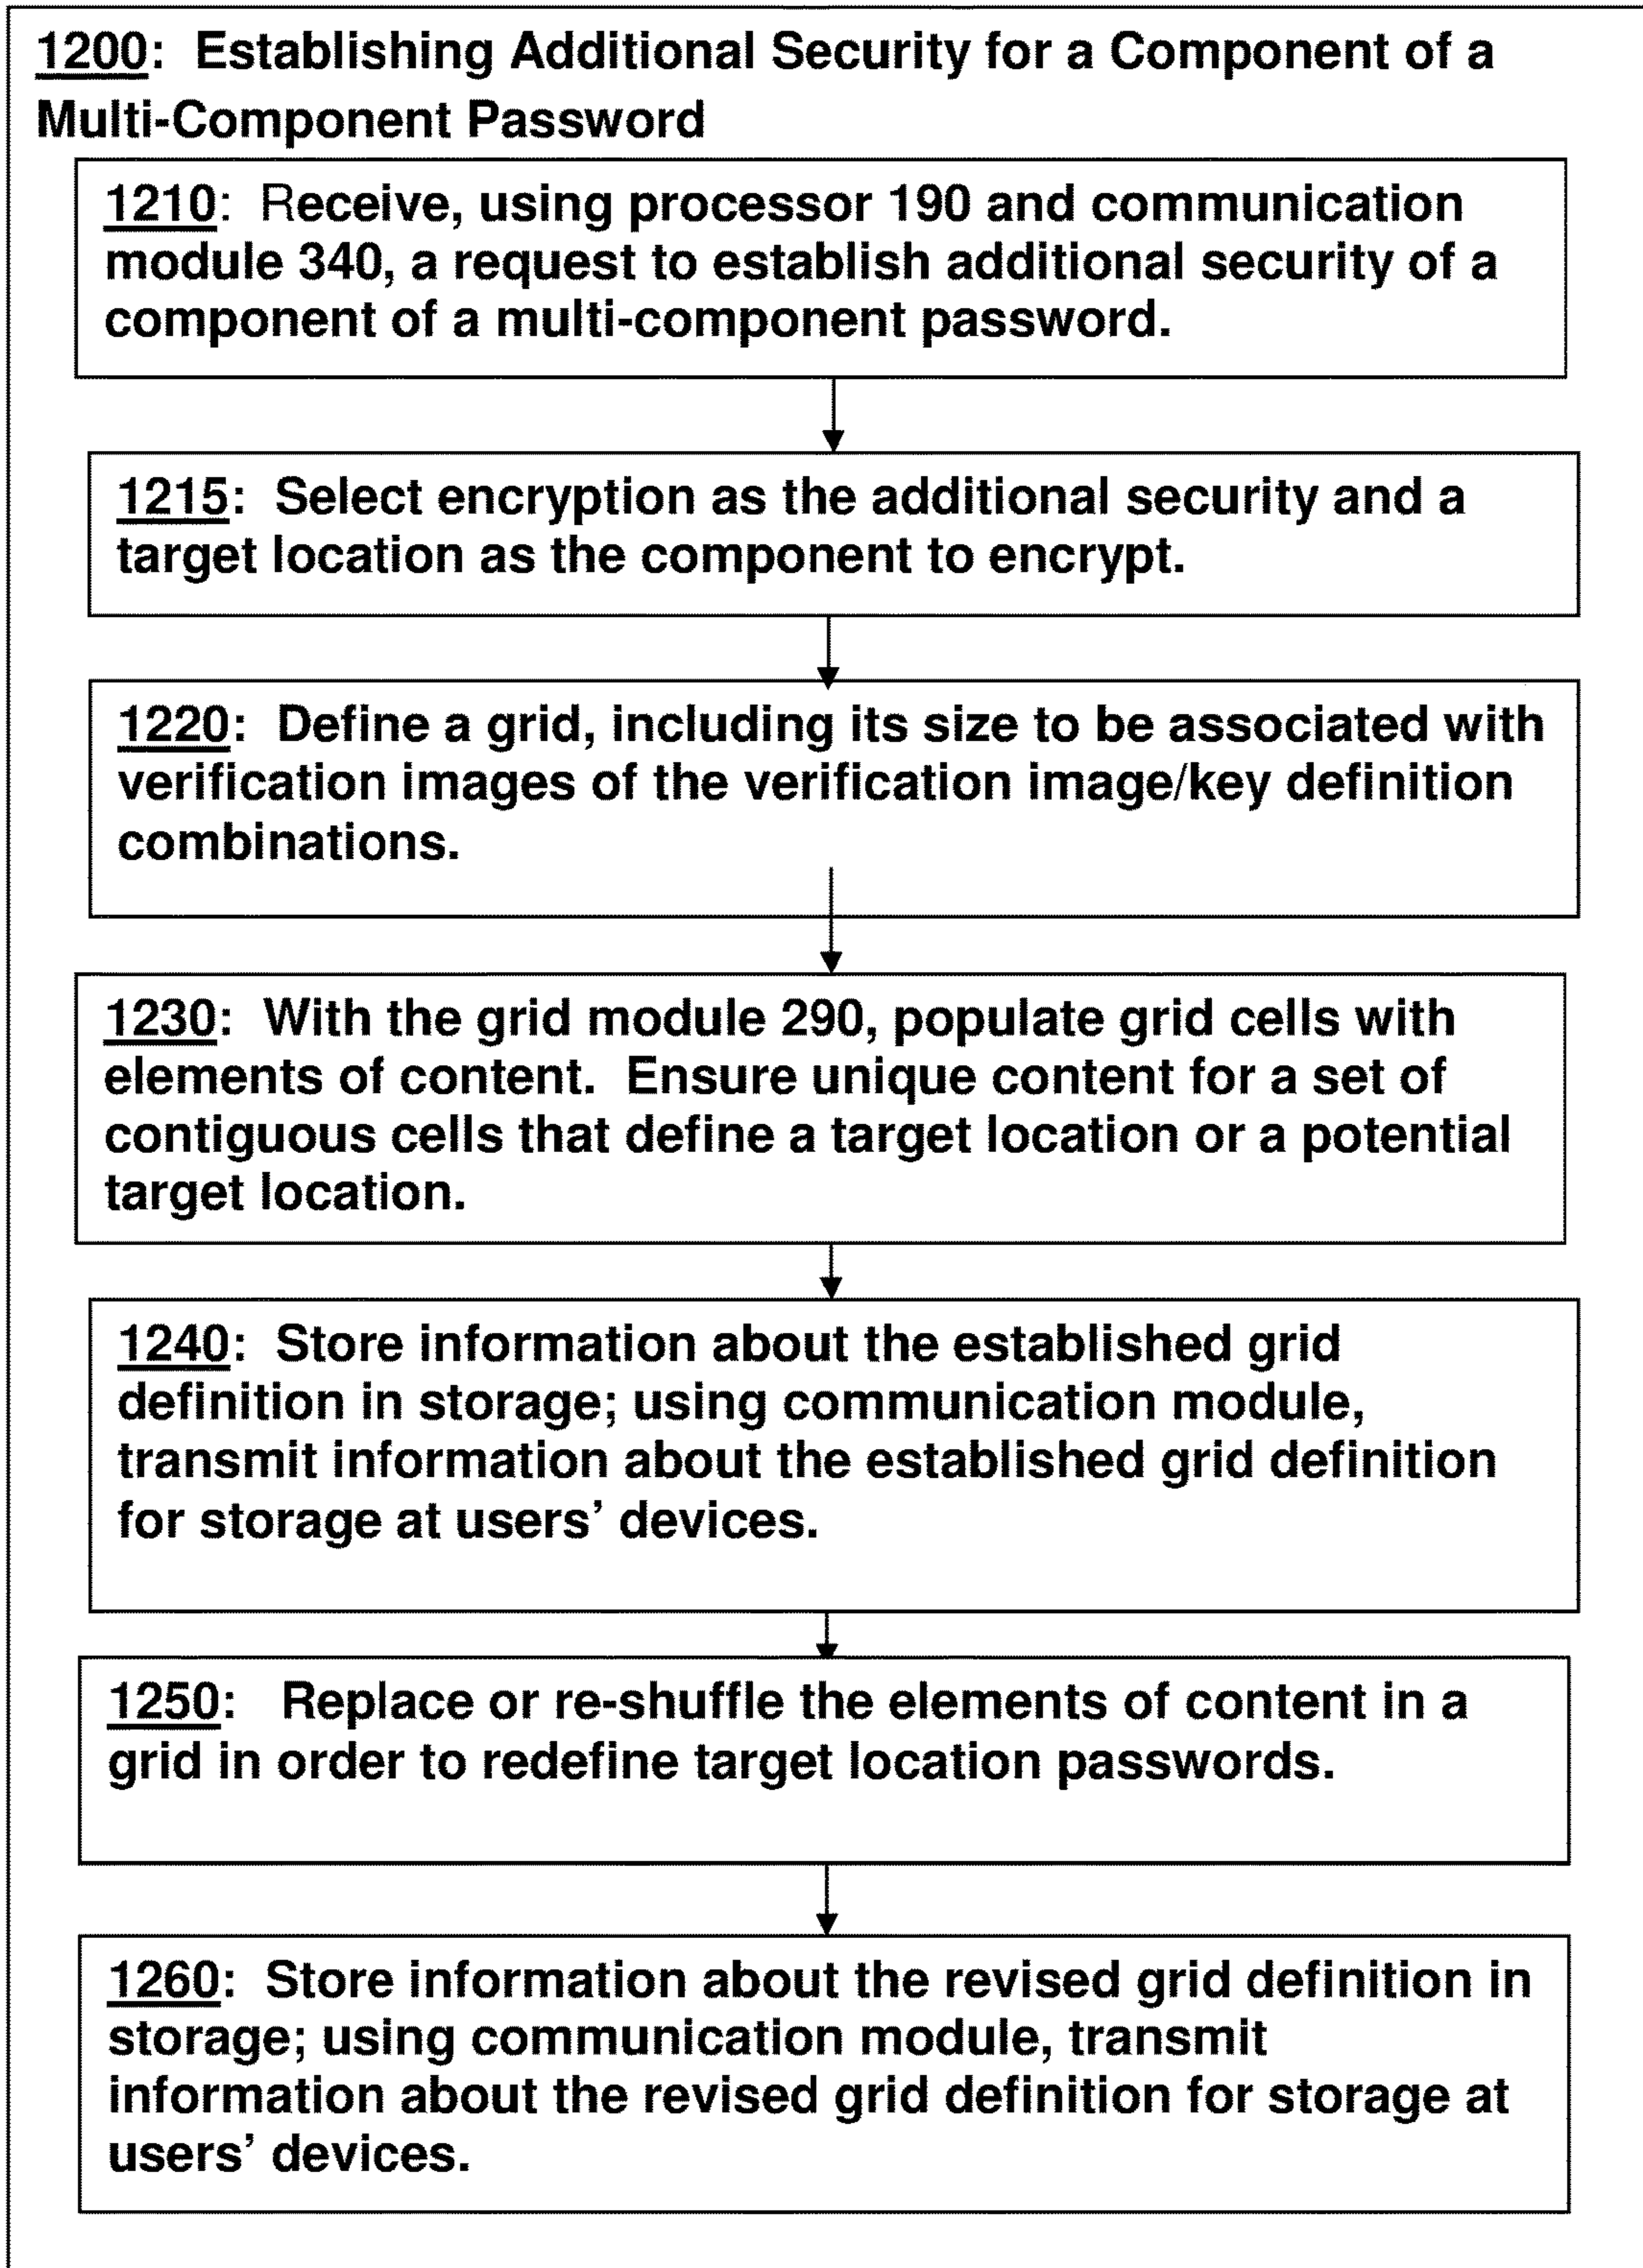 1200: Establishing Additional Security for a Component of a
Multi-Component Password
1210: Receive, using processor 190 and communication
module 340, a request to establish additional security of a
component of a multi-component password.
1215: Select encryption as the additional security and a
target location as the component to encrypt.
1220: Define a grid, including its size to be associated with
verification images of the verification image/key definition
combinations.
1230: With the grid module 290, populate grid cells with
elements of content. Ensure unique content for a set of
contiguous cells that define a target location or a potential
target location.
1240: Store information about the established grid
definition in storage; using communication module,
transmit information about the established grid definition
for storage at users’ devices.
1250: Replace or re-shuffle the elements of content in a
grid in order to redefine target location passwords.
1260: Store information about the revised grid definition in
storage; using communication module, transmit
information about the revised grid definition for storage at
users’ devices.